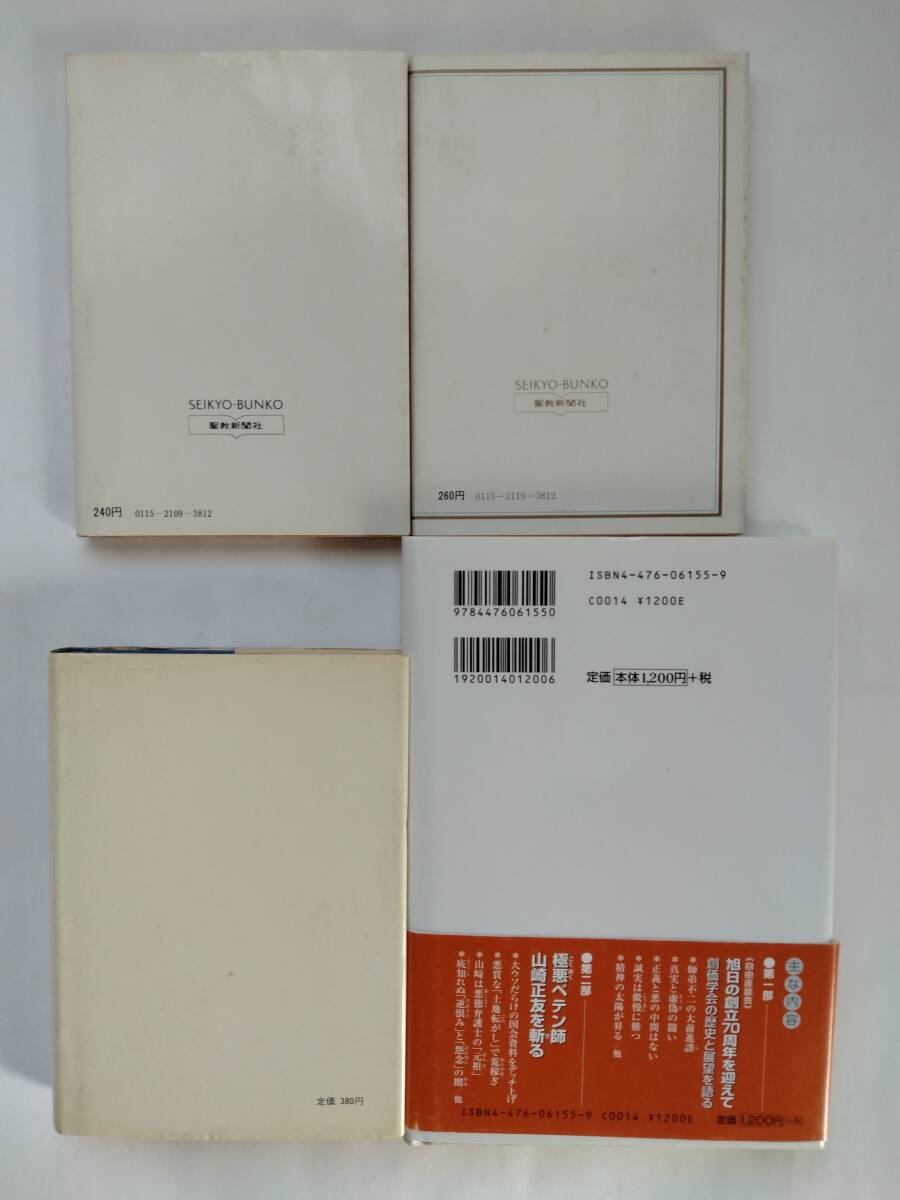 SEIKYO-BUNKO
聖教新聞社
240円 0115-2109-3812
SEIKYO-BUNKO
聖教新聞社
260円 0115-2119-3812
ISBN4-476-06155-9
C0014 ¥1200E
9784476061550
1920014012006
定価 本体1,200円+税
定価 380円
主な内容
●第一部
《自由座談会》
旭日の創立70周年を迎えて
創価学会の歴史と展望を語る
*師弟不二の大前進譜
*真実と虚偽の闘い
*正義と悪の中間はない
*誠実は傲慢に勝つ
*精神の太陽が昇る/他
●第二部
極悪ペテン師
山崎正友を斬る
*大ウソだらけの国会資料をデッチ上げ
*悪質な「土地転がし」で荒稼ぎ
*山崎は悪徳弁護士の「元祖」
*底知れぬ「逆恨み」と「怨念」の闇/他
ISBN4-476-06155-9 C0014 ¥1200E
定価 1,200円+税